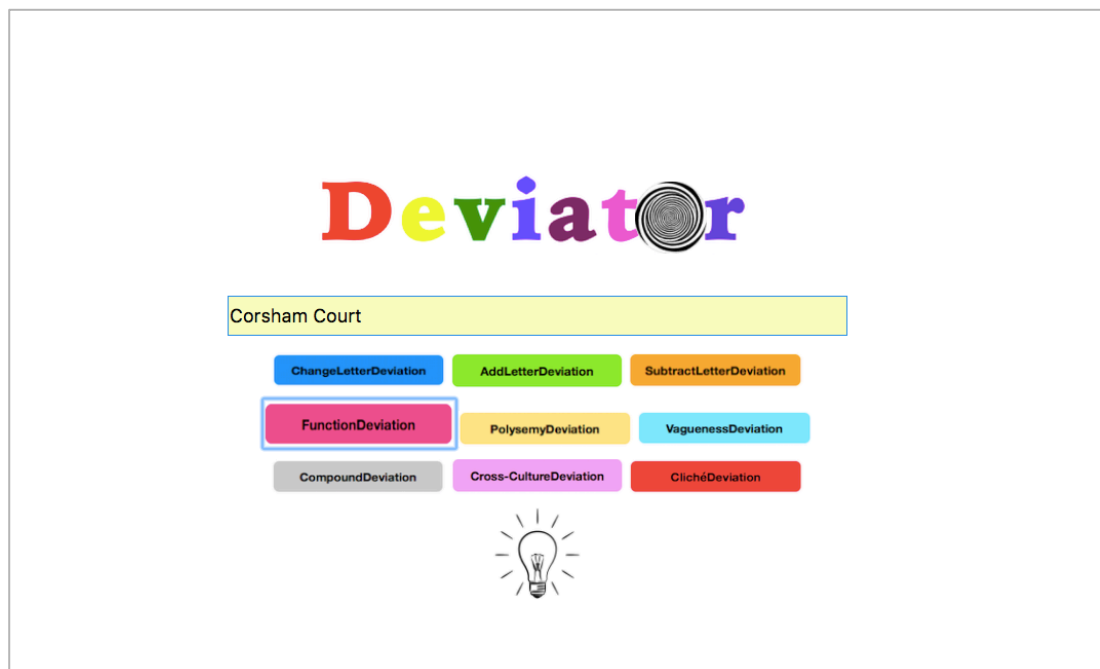 Deviator
Corsham Court
ChangeLetterDeviation AddLetterDeviation SubtractLetterDeviation
FunctionDeviation PolysemyDeviation VaguenessDeviation
CompoundDeviation Cross-CultureDeviation ClichéDeviation